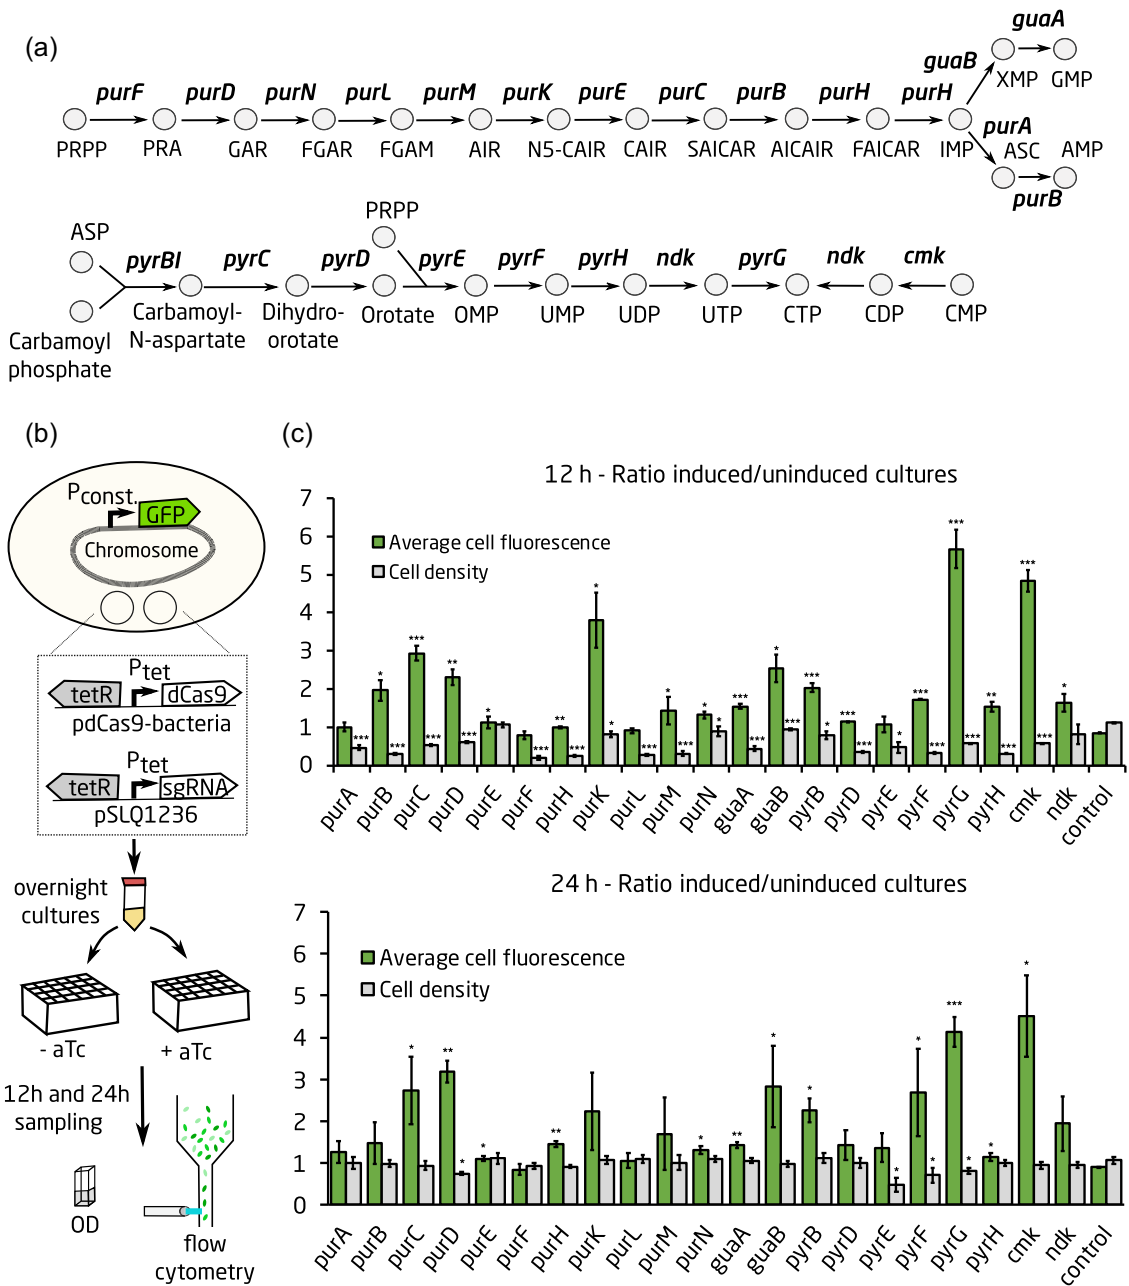 (a)
guaA
guaB
purF purD purN purL purM purK purE purC purB purH purH
XMP GMP
purA
PRPP PRA GAR FGAR FGAM AIR N5-CAIR CAIR SAICAR AICAIR FAICAR IMP ASC AMP
purB
PRPP
ASP
pyrBI pyrC pyrD pyrE pyrF pyrH ndk pyrG ndk cmk
Carbamoyl-
N-aspartate
Dihydro-
orotate
Orotate OMP UMP UDP UTP CTP CDP CMP
Carbamoyl
phosphate
(b)
Pconst.
GFP
Chromosome
Ptet
tetR dCas9
pdCas9-bacteria
Ptet
tetR sgRNA
pSLQ1236
overnight
cultures
- aTc + aTc
12h and 24h
sampling
OD
flow
cytometry
(c)
12 h - Ratio induced/uninduced cultures
7
6
5
4
3
2
1
0
Average cell fluorescence
Cell density
*** * *** *** *** ** *** * *** ** *** * * *** * *** * * *** *** * *** *** * *** *** * *** *** *** *** *** ** *** *** *** *
purA purB purC purD purE purF purH purK purL purM purN guaA guaB pyrB pyrD pyrE pyrF pyrG pyrH cmk ndk control
24 h - Ratio induced/uninduced cultures
7
6
5
4
3
2
1
0
Average cell fluorescence
Cell density
* ** * * ** * ** * * * * * *** * * *
purA purB purC purD purE purF purH purK purL purM purN guaA guaB pyrB pyrD pyrE pyrF pyrG pyrH cmk ndk control